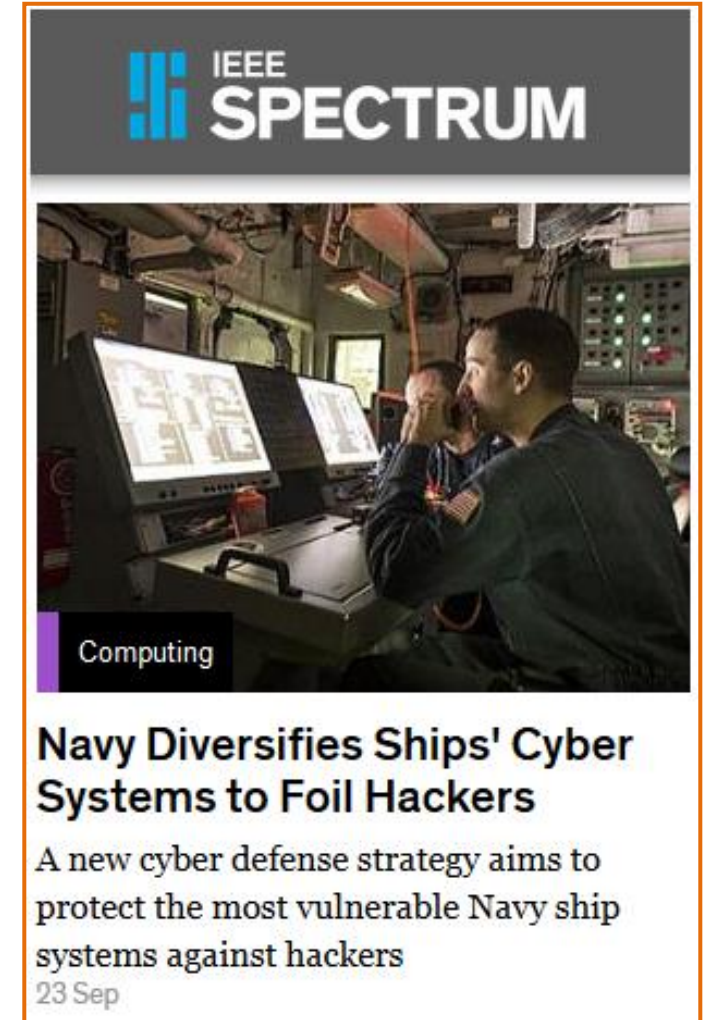 IEEE
SPECTRUM
Computing
Navy Diversifies Ships' Cyber
Systems to Foil Hackers
A new cyber defense strategy aims to
protect the most vulnerable Navy ship
systems against hackers
23 Sep